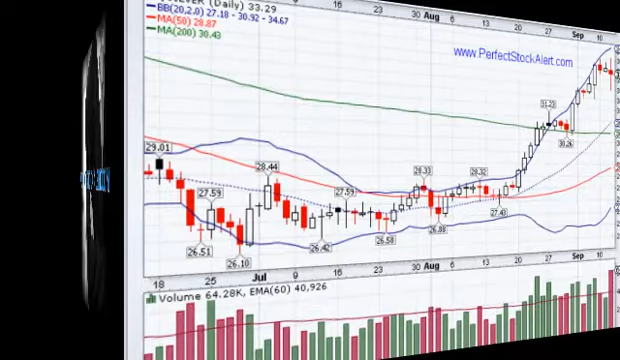 (Daily) 33.29
BB(20,2.0) 27.18 - 30.92 - 34.67
MA(50) 28.87
MA(200) 30.43
30 Aug 6 13 20 27 Sep 10
www.PerfectStockAlert.com
29.01
27.59
26.51
26.10
28.44
26.42
27.59
26.58
28.33
26.88
28.32
27.43
31.23
30.26
18 25 Jul 9 16 23 30 Aug 6 13 20 27 Sep 10
Volume 64.28K, EMA(60) 40,926